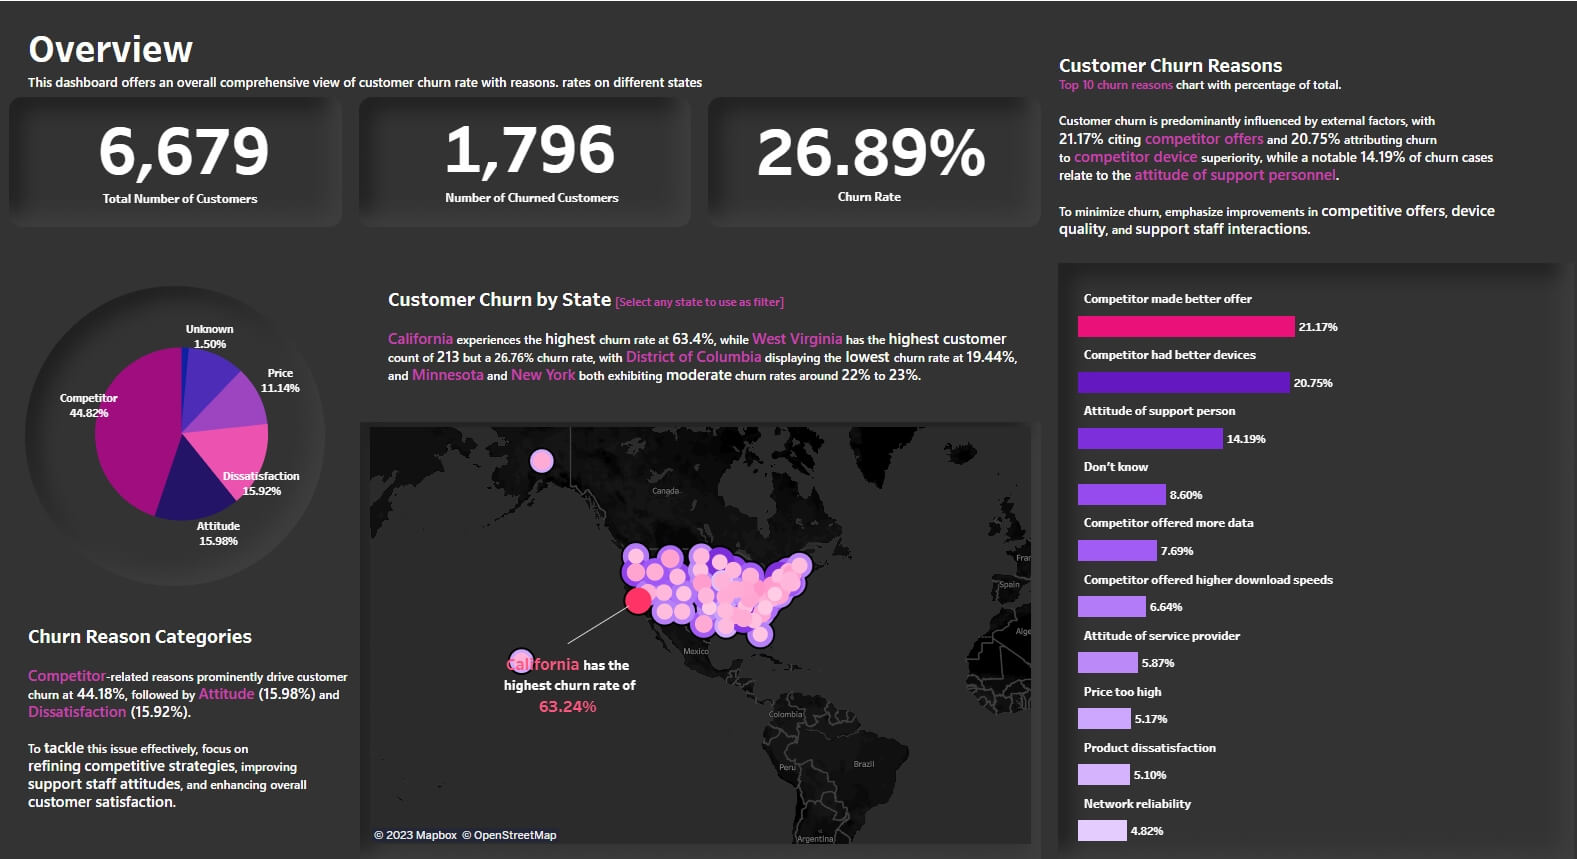 Overview
This dashboard offers an overall comprehensive view of customer churn rate with reasons. rates on different states
6,679
Total Number of Customers
1,796
Number of Churned Customers
26.89%
Churn Rate
Customer Churn Reasons
Top 10 churn reasons chart with percentage of total.
Customer churn is predominantly influenced by external factors, with
21.17% citing competitor offers and 20.75% attributing churn
to competitor device superiority, while a notable 14.19% of churn cases
relate to the attitude of support personnel.
To minimize churn, emphasize improvements in competitive offers, device
quality, and support staff interactions.
Unknown
1.50%
Price
11.14%
Competitor
44.82%
Dissatisfaction
15.92%
Attitude
15.98%
Churn Reason Categories
Competitor-related reasons prominently drive customer
churn at 44.18%, followed by Attitude (15.98%) and
Dissatisfaction (15.92%).
To tackle this issue effectively, focus on
refining competitive strategies, improving
support staff attitudes, and enhancing overall
customer satisfaction.
Customer Churn by State [Select any state to use as filter]
California experiences the highest churn rate at 63.4%, while West Virginia has the highest customer
count of 213 but a 26.76% churn rate, with District of Columbia displaying the lowest churn rate at 19.44%,
and Minnesota and New York both exhibiting moderate churn rates around 22% to 23%.
Canada
Fran
Spain
Alge
Mexico
California has the
highest churn rate of
63.24%
Colombia
Peru
Brazil
Argentina
© 2023 Mapbox © OpenStreetMap
Competitor made better offer
21.17%
Competitor had better devices
20.75%
Attitude of support person
14.19%
Don't know
8.60%
Competitor offered more data
7.69%
Competitor offered higher download speeds
6.64%
Attitude of service provider
5.87%
Price too high
5.17%
Product dissatisfaction
5.10%
Network reliability
4.82%